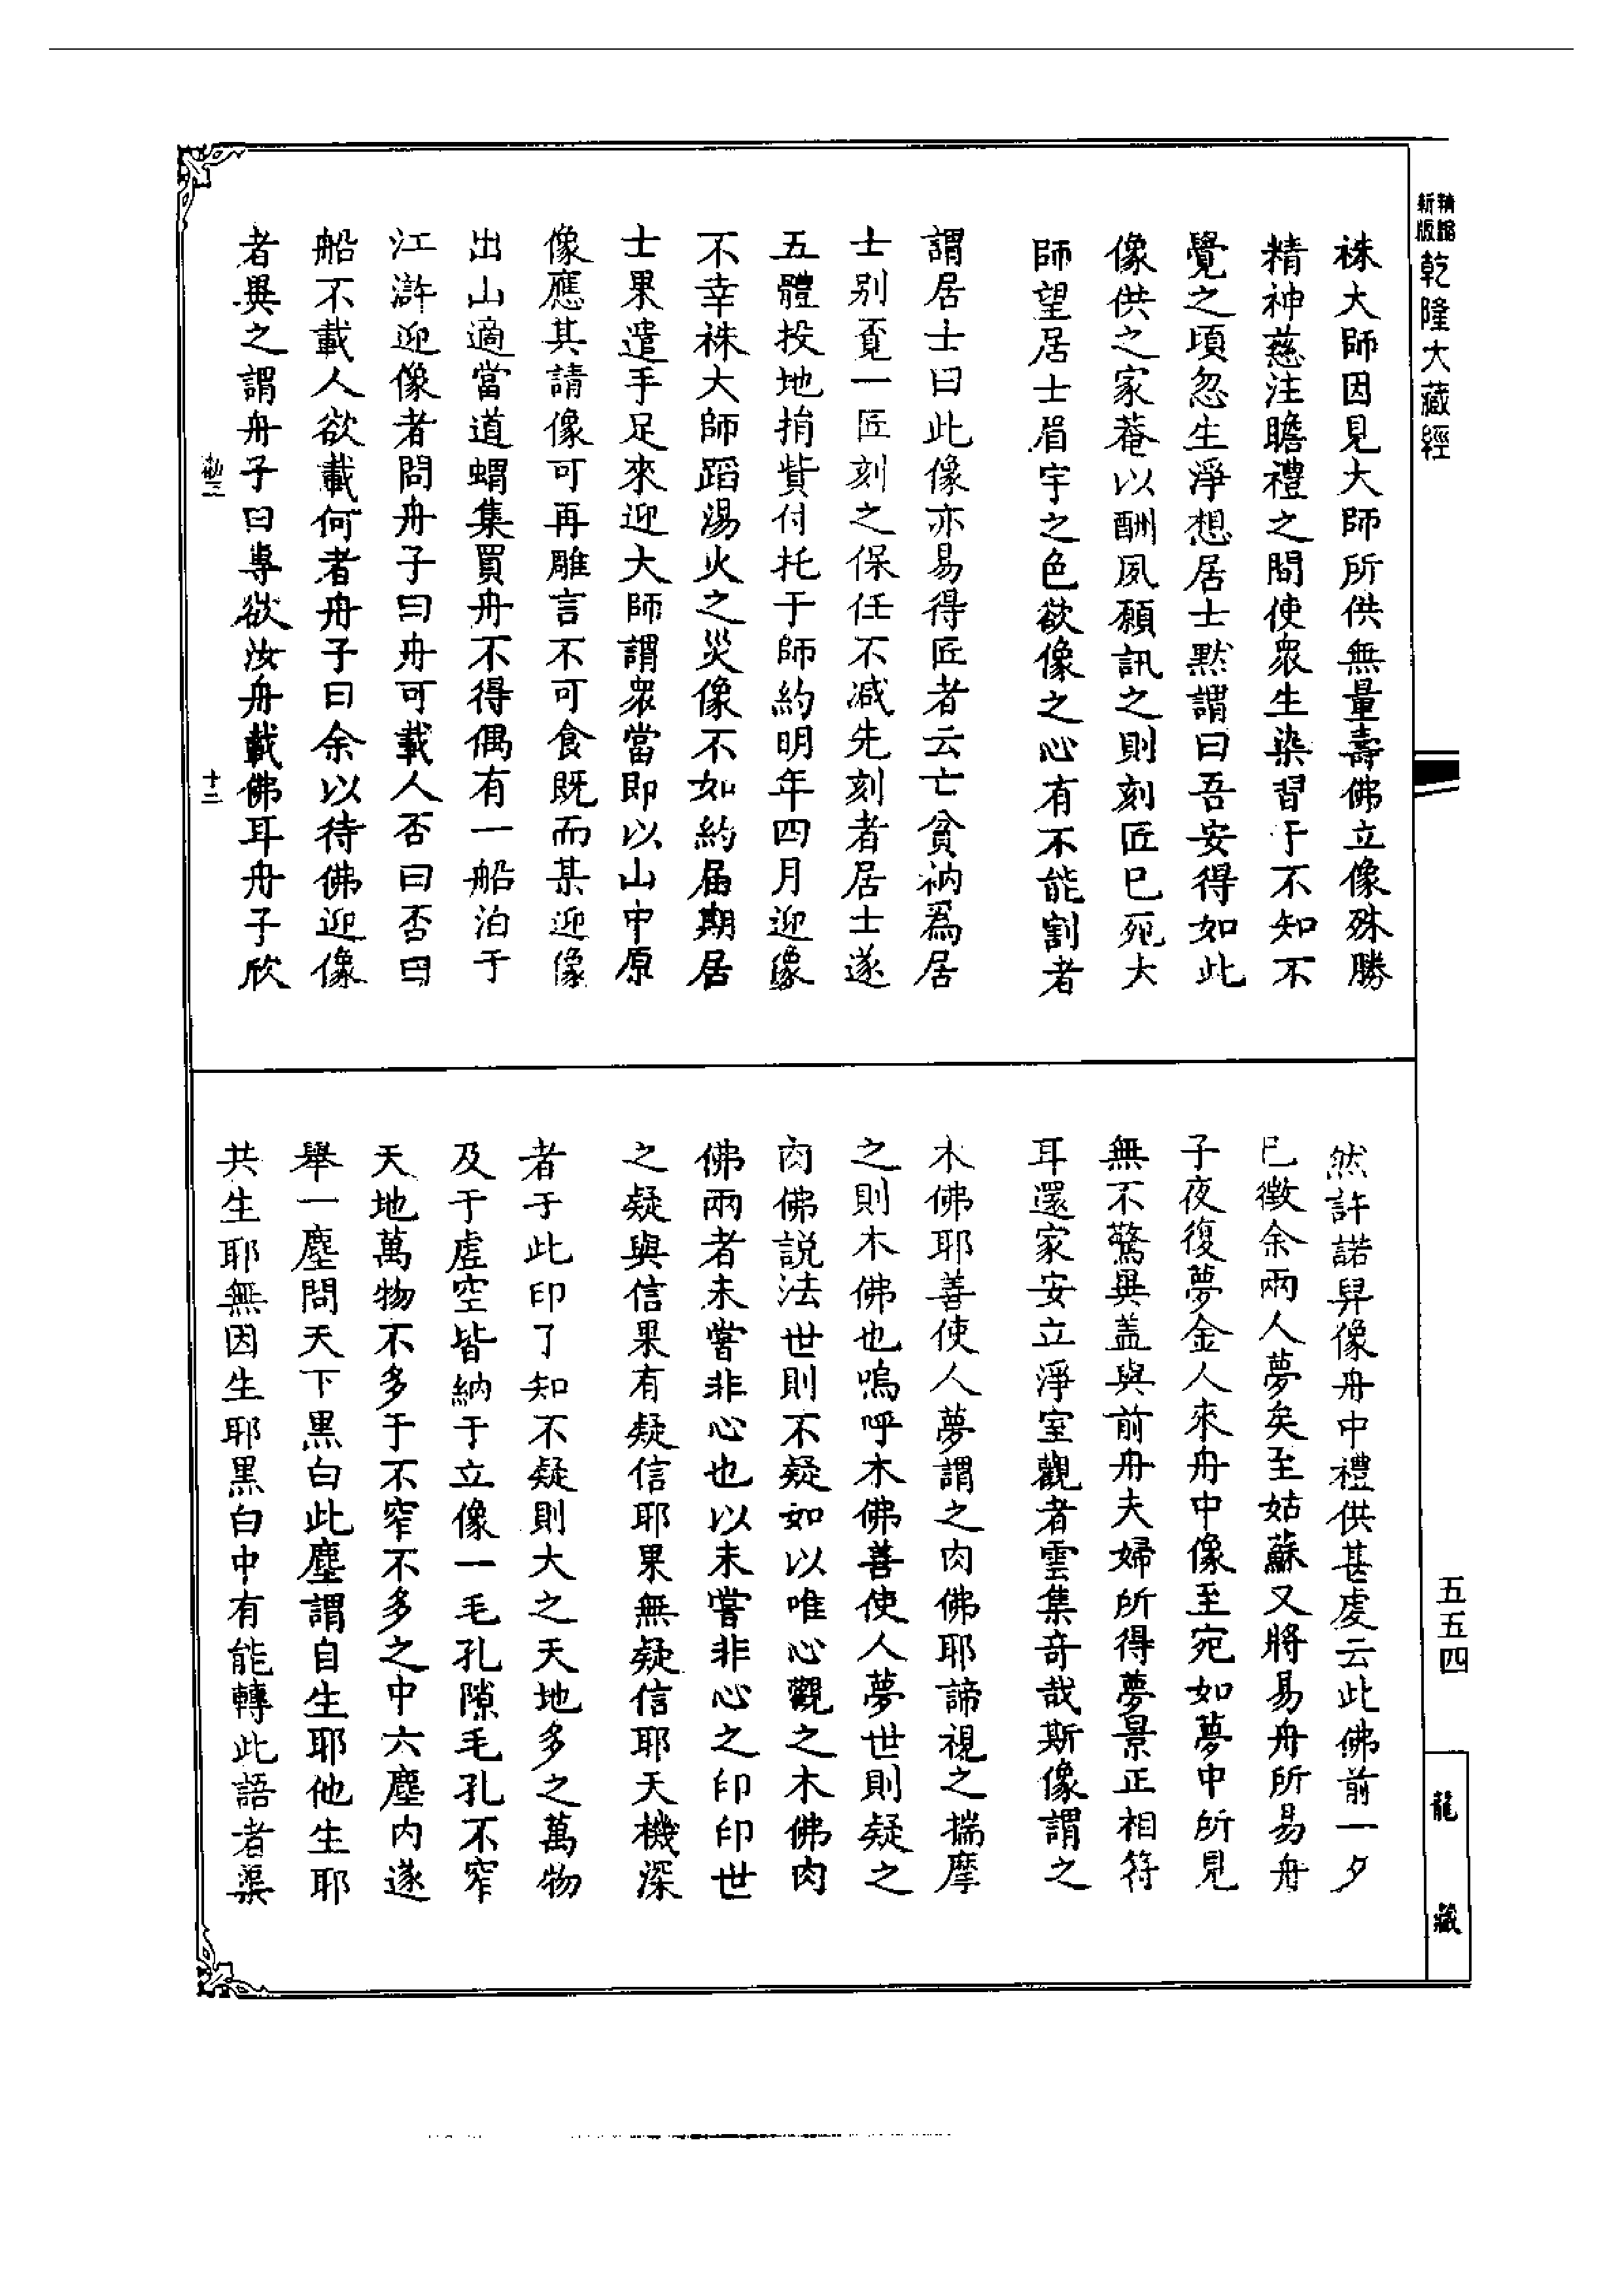 新版
精縮
乾隆大藏經
袾大師因見大師所供無量壽佛立像殊勝
精神慈注瞻禮之間使衆生染習于不知不
覺之頃忽生淨想居士默謂曰吾安得如此
像供之家菴以酬夙願訊之則刻匠已死大
師望居士眉宇之色欲像之心有不能割者
謂居士曰此像亦易得匠者云亡貧衲爲居
士別覓一匠刻之保任不減先刻者居士遂
五體投地捐貲付托于師約明年四月迎像
不幸袾大師蹈湯火之災像不如約届期居
士果遣手足來迎大師謂衆當即以山中原
像應其請像可再雕言不可食既而某迎像
出山適當道蝟集買舟不得偶有一船泊于
江滸迎像者問舟子曰舟可載人否曰否曰
船不載人欲載何者舟子曰余以待佛迎像
者異之謂舟子曰專欲汝舟載佛耳舟子欣
十二
然許諾舁像舟中禮供甚虔云此佛前一夕
已徵余兩人夢矣至姑蘇又將易舟所易舟
子夜復夢金人來舟中像至宛如夢中所見
無不驚異盖與前舟夫婦所得夢景正相符
耳還家安立淨室觀者雲集奇哉斯像謂之
木佛耶善使人夢謂之肉佛耶諦視之揣摩
之則木佛也嗚呼木佛善使人夢世則疑之
肉佛説法世則不疑如以唯心觀之木佛肉
佛兩者未嘗非心也以未嘗非心之印印世
之疑與信果有疑信耶果無疑信耶天機深
者于此印了知不疑則大之天地多之萬物
及于虛空皆納于立像一毛孔隙毛孔不窄
天地萬物不多于不窄不多之中六塵内遂
舉一塵問天下黑白此塵謂自生耶他生耶
共生耶無因生耶黑白中有能轉此語者渠
五五四
龍藏